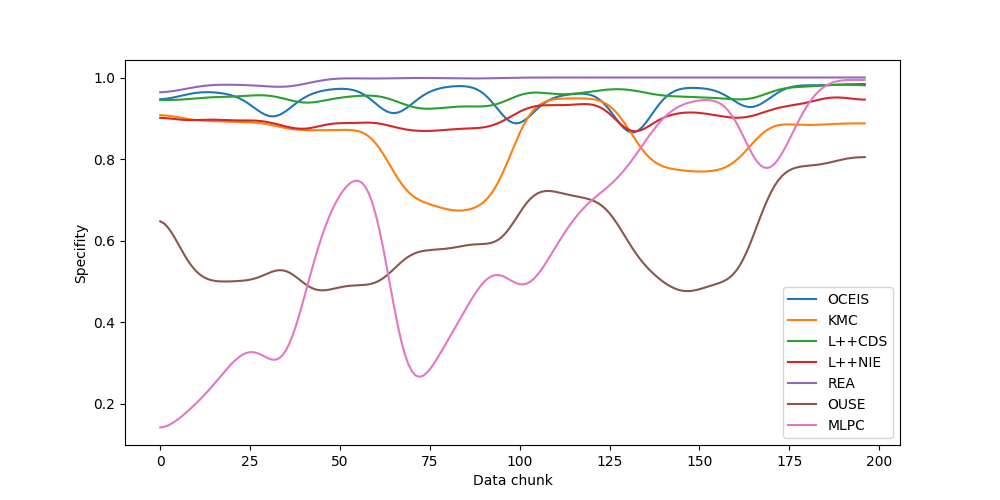 1.0
0.8
0.6
0.4
0.2
Specifity
0 25 50 75 100 125 150 175 200
Data chunk
OCEIS
KMC
L++CDS
L++NIE
REA
OUSE
MLPC